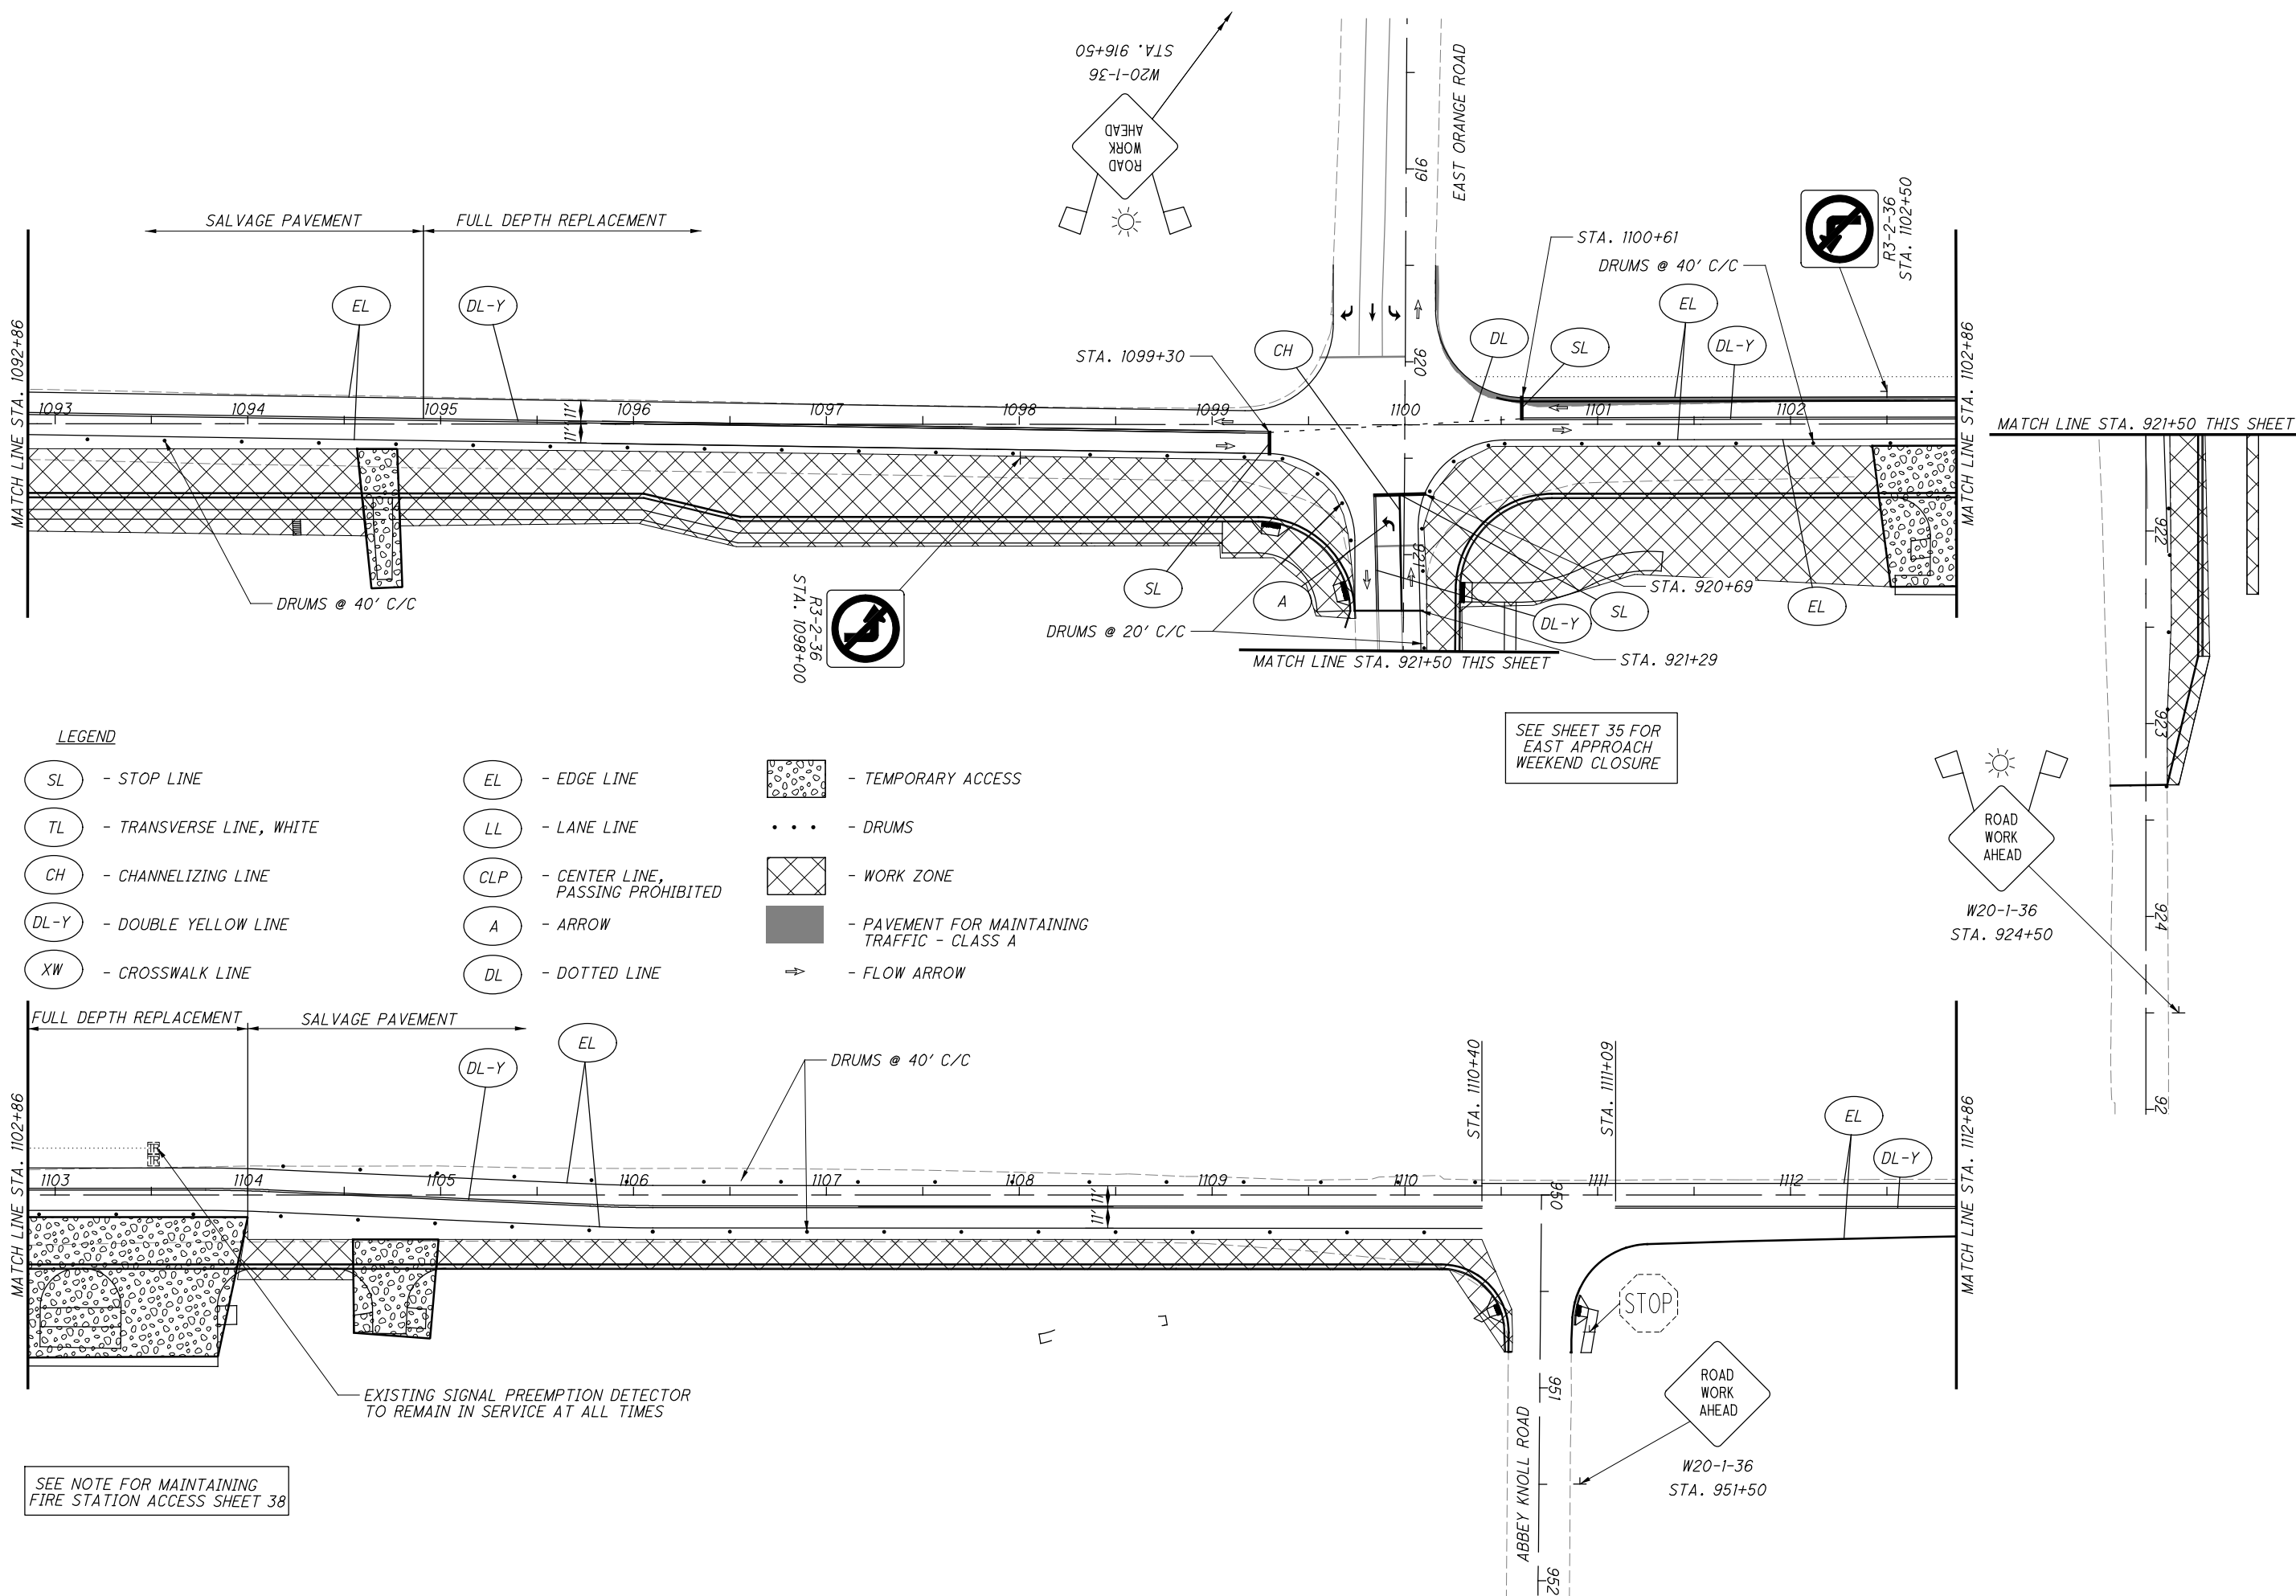 STA. 916+50
W20-1-36
ROAD
WORK
AHEAD
EAST ORANGE ROAD
919
920
921
SALVAGE PAVEMENT
FULL DEPTH REPLACEMENT
EL
DL-Y
STA. 1099+30
CH
DL
SL
STA. 1100+61
DRUMS @ 40' C/C
EL
DL-Y
R3-2-36
STA. 1102+50
MATCH LINE STA. 1092+86
1093
1094
1095
11'
11'
1096
1097
1098
1099
1100
1101
1102
MATCH LINE STA. 1102+86
DRUMS @ 40' C/C
R3-2-36
STA. 1098+00
SL
A
DRUMS @ 20' C/C
DL-Y
SL
STA. 920+69
EL
STA. 921+29
MATCH LINE STA. 921+50 THIS SHEET
MATCH LINE STA. 921+50 THIS SHEET
922
923
924
92
SEE SHEET 35 FOR
EAST APPROACH
WEEKEND CLOSURE
ROAD
WORK
AHEAD
W20-1-36
STA. 924+50
LEGEND
SL - STOP LINE
TL - TRANSVERSE LINE, WHITE
CH - CHANNELIZING LINE
DL-Y - DOUBLE YELLOW LINE
XW - CROSSWALK LINE
EL - EDGE LINE
LL - LANE LINE
CLP - CENTER LINE,
PASSING PROHIBITED
A - ARROW
DL - DOTTED LINE
- TEMPORARY ACCESS
- DRUMS
- WORK ZONE
- PAVEMENT FOR MAINTAINING
TRAFFIC - CLASS A
- FLOW ARROW
FULL DEPTH REPLACEMENT
SALVAGE PAVEMENT
DL-Y
EL
DRUMS @ 40' C/C
STA. 1110+40
STA. 1111+09
EL
DL-Y
MATCH LINE STA. 1102+86
TR
TR
1103
1104
1105
1106
1107
1108
11'
11'
1109
1110
950
1111
1112
MATCH LINE STA. 1112+86
STOP
EXISTING SIGNAL PREEMPTION DETECTOR
TO REMAIN IN SERVICE AT ALL TIMES
951
952
ABBEY KNOLL ROAD
ROAD
WORK
AHEAD
W20-1-36
STA. 951+50
SEE NOTE FOR MAINTAINING
FIRE STATION ACCESS SHEET 38